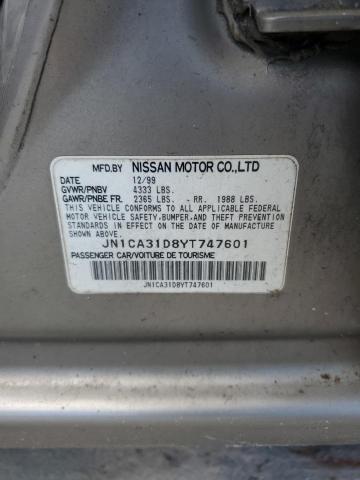 MFD.BY NISSAN MOTOR CO.,LTD
DATE 12/99
GVWR/PNBV 4333 LBS.
GAWR/PNBE FR. 2365 LBS. RR. 1988 LBS.
THIS VEHICLE CONFORMS TO ALL APPLICABLE FEDERAL
MOTOR VEHICLE SAFETY,BUMPER,AND THEFT PREVENTION
STANDARDS IN EFFECT ON THE DATE OF MANUFACTURE
SHOWN ABOVE.
JN1CA31D8YT747601
PASSENGER CAR/VOITURE DE TOURISME
JN1CA31D8YT747601